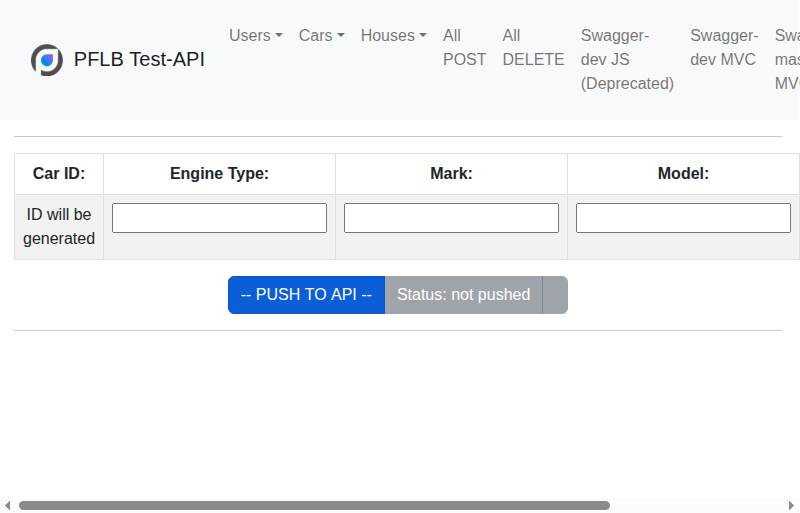 PFLB Test-API
Users
Cars
Houses
All
POST
All
DELETE
Swagger-
dev JS
(Deprecated)
Swagger-
dev MVC
Car ID:
Engine Type:
Mark:
Model:
ID will be
generated
-- PUSH TO API --
Status: not pushed